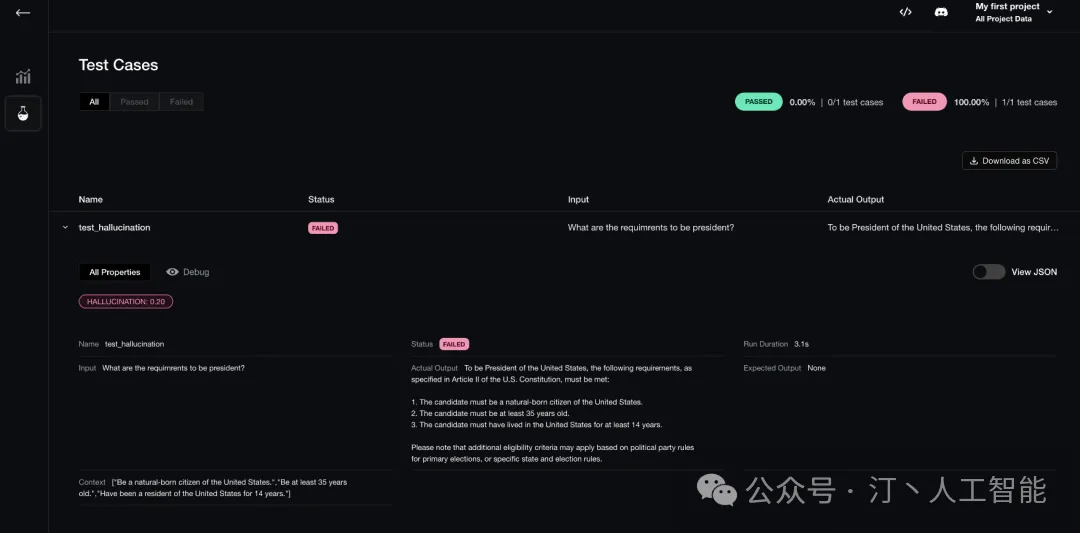 My first project
All Project Data
Test Cases
All Passed Failed
PASSED 0.00% | 0/1 test cases FAILED 100.00% | 1/1 test cases
Download as CSV
Name Status Input Actual Output
test_hallucination FAILED What are the requimrents to be president? To be President of the United States, the following requir...
All Properties Debug View JSON
HALLUCINATION: 0.20
Name test_hallucination Status FAILED Run Duration 3.1s
Input What are the requimrents to be president?
Actual Output To be President of the United States, the following requirements, as
specified in Article II of the U.S. Constitution, must be met:
1. The candidate must be a natural-born citizen of the United States.
2. The candidate must be at least 35 years old.
3. The candidate must have lived in the United States for at least 14 years.
Please note that additional eligibility criteria may apply based on political party rules
for primary elections, or specific state and election rules.
Expected Output None
Context ["Be a natural-born citizen of the United States.","Be at least 35 years
old.","Have been a resident of the United States for 14 years."]
公众号 · 汀丶人工智能